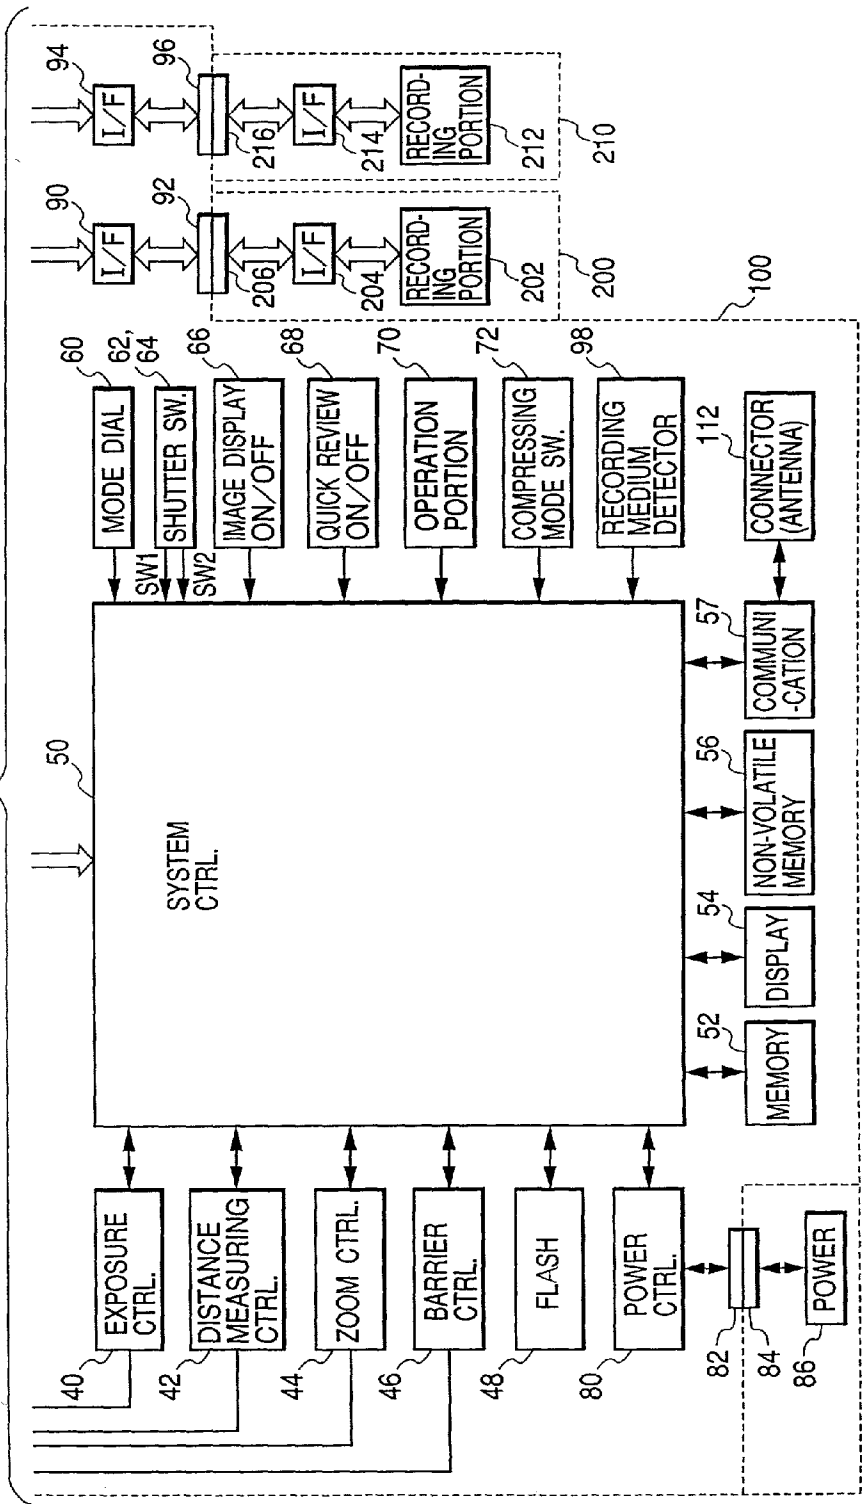 94
I/F
96
216
I/F
214
RECORD-
ING
PORTION
212
210
90
I/F
92
206
I/F
204
RECORD-
ING
PORTION
202
200
100
60
MODE DIAL
62,
64
SHUTTER SW.
SW1
SW2
66
IMAGE DISPLAY
ON/OFF
68
QUICK REVIEW
ON/OFF
70
OPERATION
PORTION
72
COMPRESSING
MODE SW.
98
RECORDING
MEDIUM
DETECTOR
112
CONNECTOR
(ANTENNA)
50
SYSTEM
CTRL.
57
COMMUNI
-CATION
56
NON-VOLATILE
MEMORY
54
DISPLAY
52
MEMORY
EXPOSURE
CTRL.
40
DISTANCE
MEASURING
CTRL.
42
ZOOM CTRL.
44
BARRIER
CTRL.
46
FLASH
48
POWER
CTRL.
80
82
84
POWER
86